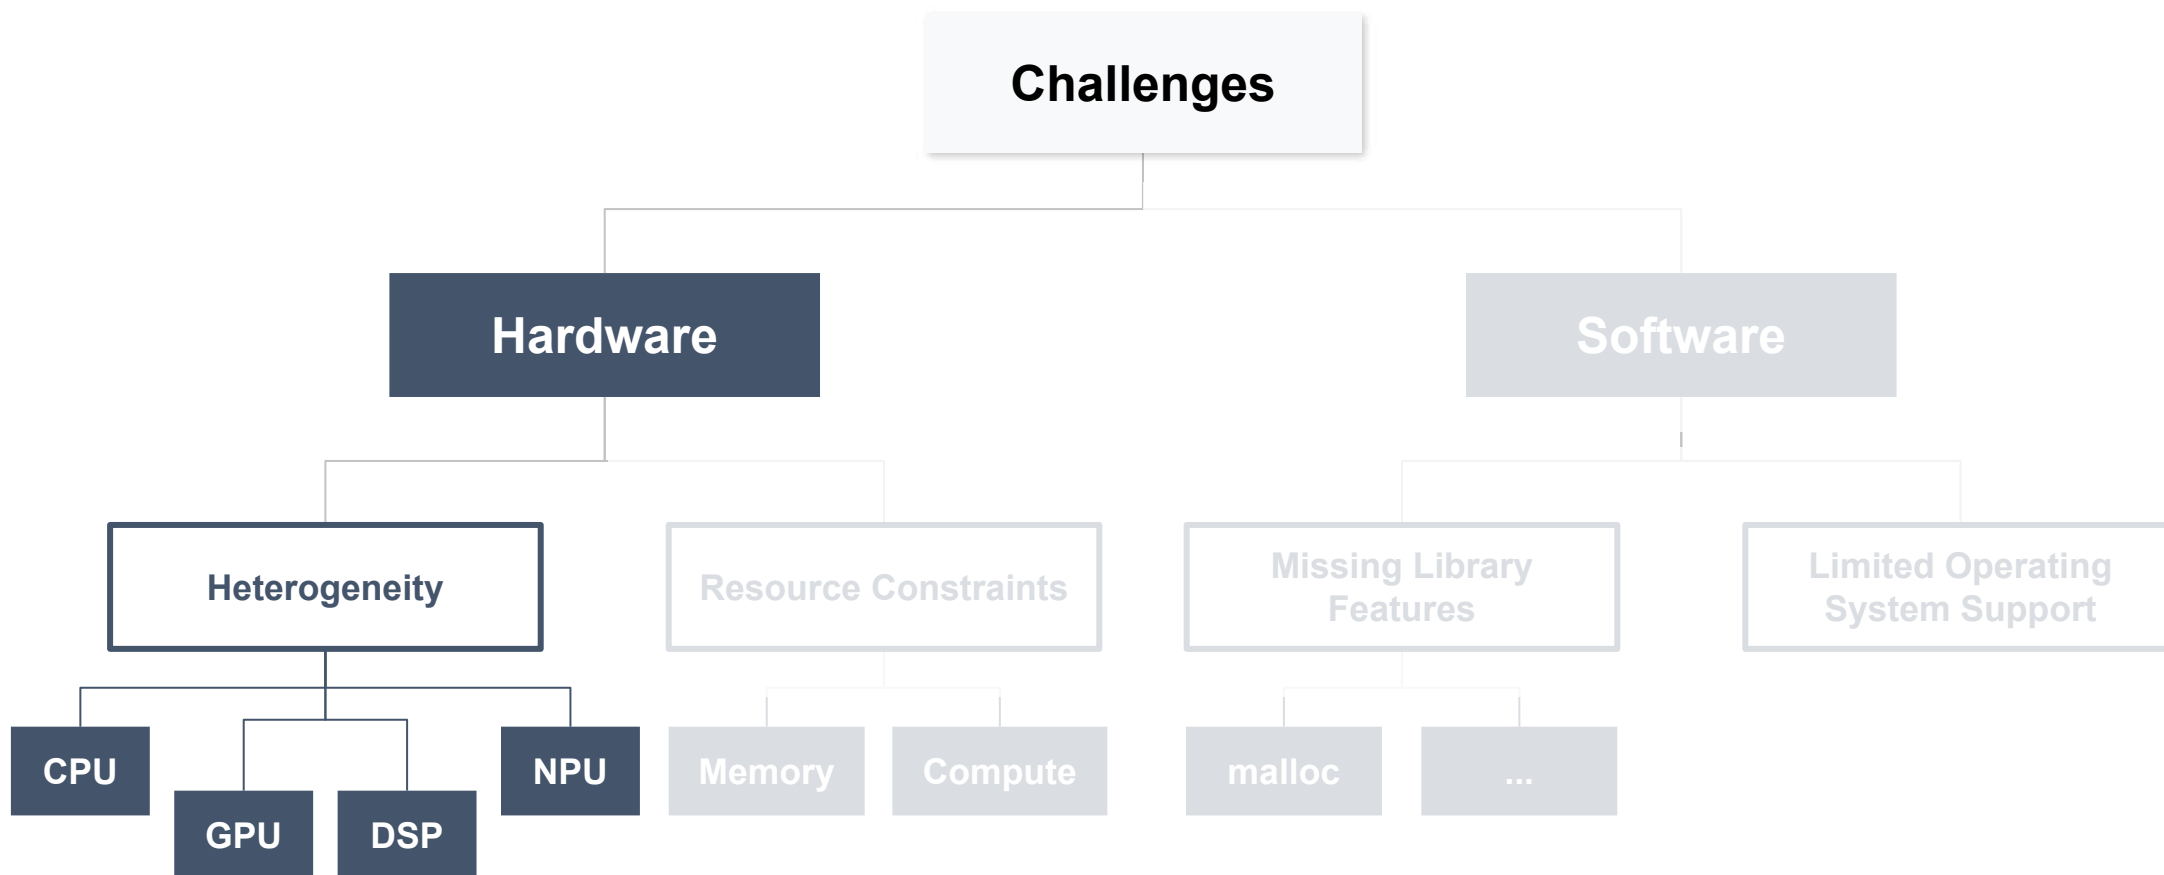 Challenges
Hardware
Software
Heterogeneity
Resource Constraints
Missing Library
Features
Limited Operating
System Support
CPU
GPU
DSP
NPU
Memory
Compute
malloc
...